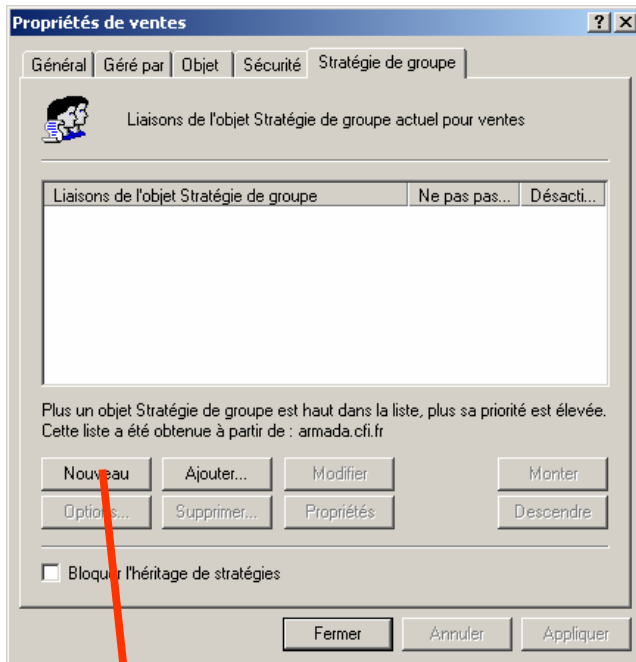 Propriétés de ventes
Général Géré par Objet Sécurité Stratégie de groupe
Liaisons de l'objet Stratégie de groupe actuel pour ventes
Liaisons de l'objet Stratégie de groupe Ne pas pas... Désacti...
Plus un objet Stratégie de groupe est haut dans la liste, plus sa priorité est élevée.
Cette liste a été obtenue à partir de : armada.cfi.fr
Nouveau Ajouter... Modifier Monter
Options... Supprimer... Propriétés Descendre
Bloquer l'héritage de stratégies
Fermer Annuler Appliquer